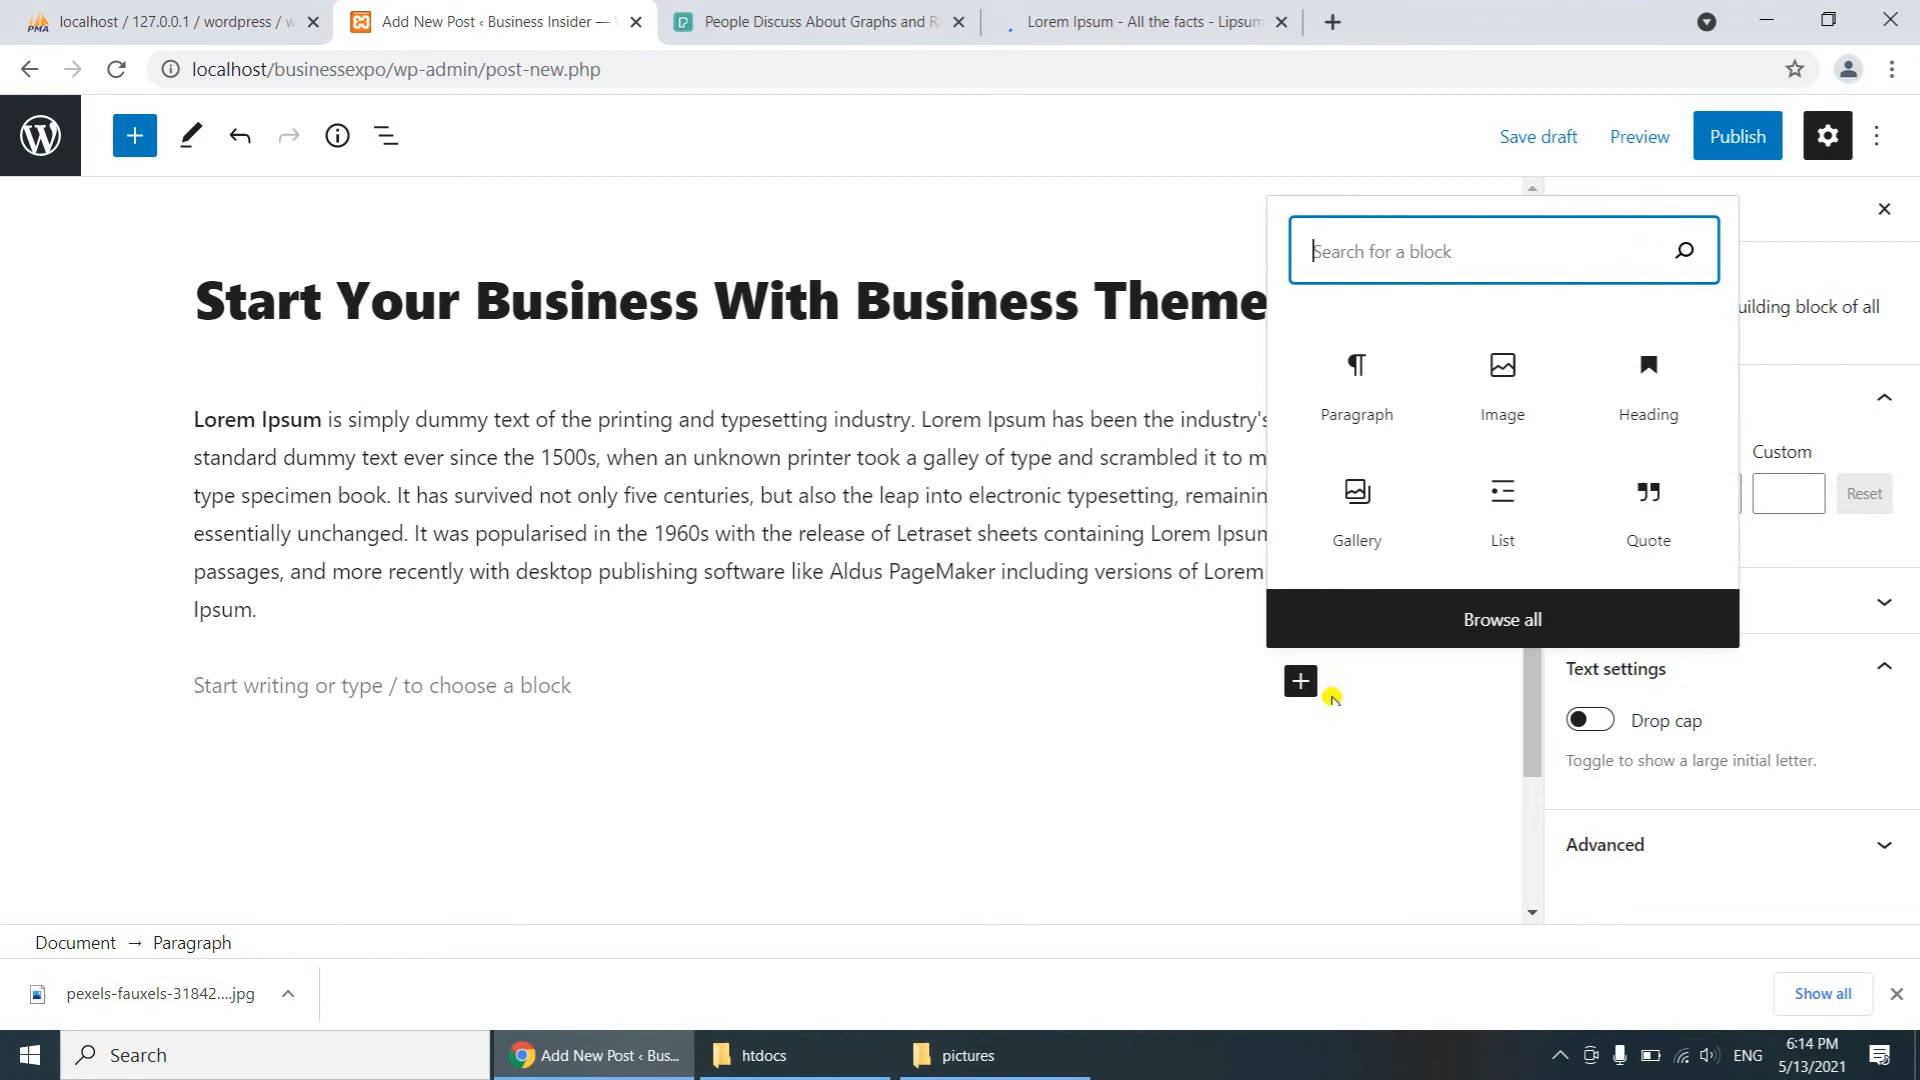 localhost / 127.0.0.1 / wordpress / w
Add New Post ‹ Business Insider —
People Discuss About Graphs and R
Lorem Ipsum - All the facts - Lipsum
localhost/businessexpo/wp-admin/post-new.php
Save draft
Preview
Publish
Search for a block
uilding block of all
Start Your Business With Business Theme
Paragraph
Image
Heading
Lorem Ipsum is simply dummy text of the printing and typesetting industry. Lorem Ipsum has been the industry's
standard dummy text ever since the 1500s, when an unknown printer took a galley of type and scrambled it to m
type specimen book. It has survived not only five centuries, but also the leap into electronic typesetting, remainin
essentially unchanged. It was popularised in the 1960s with the release of Letraset sheets containing Lorem Ipsum
passages, and more recently with desktop publishing software like Aldus PageMaker including versions of Lorem
Ipsum.
Custom
Reset
Gallery
List
Quote
Browse all
Start writing or type / to choose a block
Text settings
Drop cap
Toggle to show a large initial letter.
Advanced
Document → Paragraph
pexels-fauxels-31842....jpg
Show all
Search
Add New Post ‹ Bus...
htdocs
pictures
ENG
6:14 PM
5/13/2021